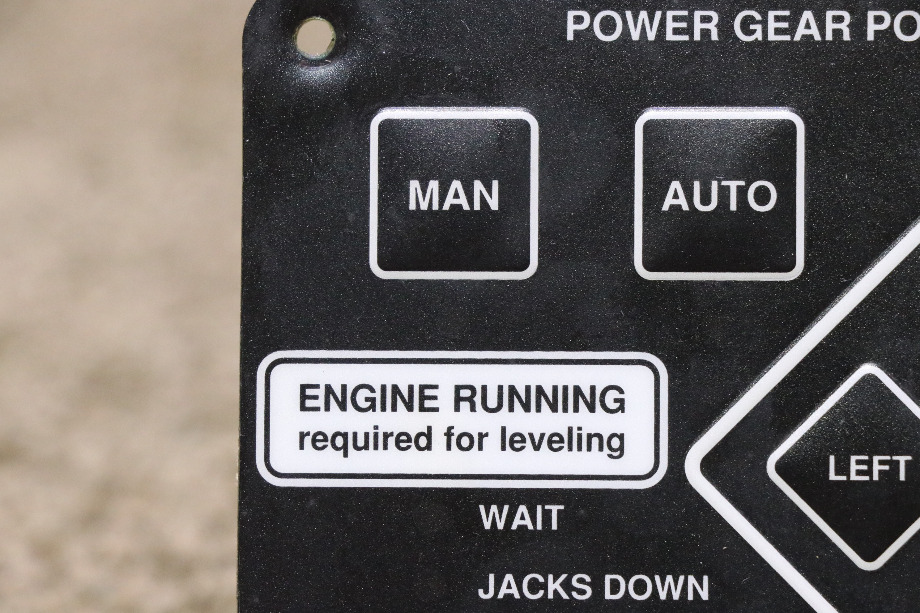 POWER GEAR PO
MAN
AUTO
ENGINE RUNNING
required for leveling
LEFT
WAIT
JACKS DOWN